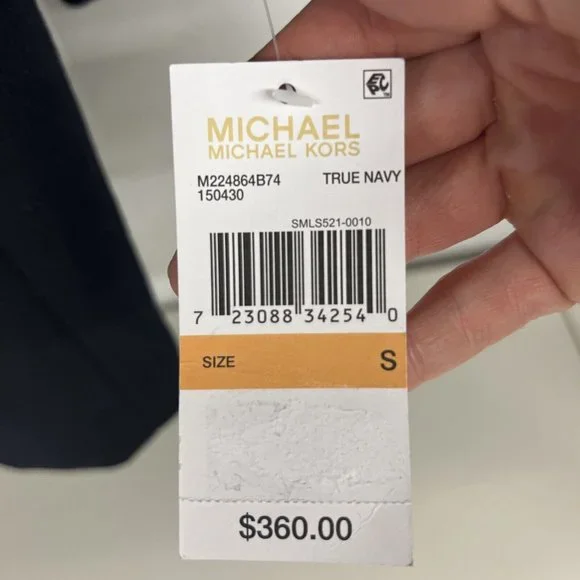 MICHAEL
MICHAEL KORS
M224864B74 TRUE NAVY
150430
SMLS521-0010
7 23088 34254 0
SIZE S
$360.00